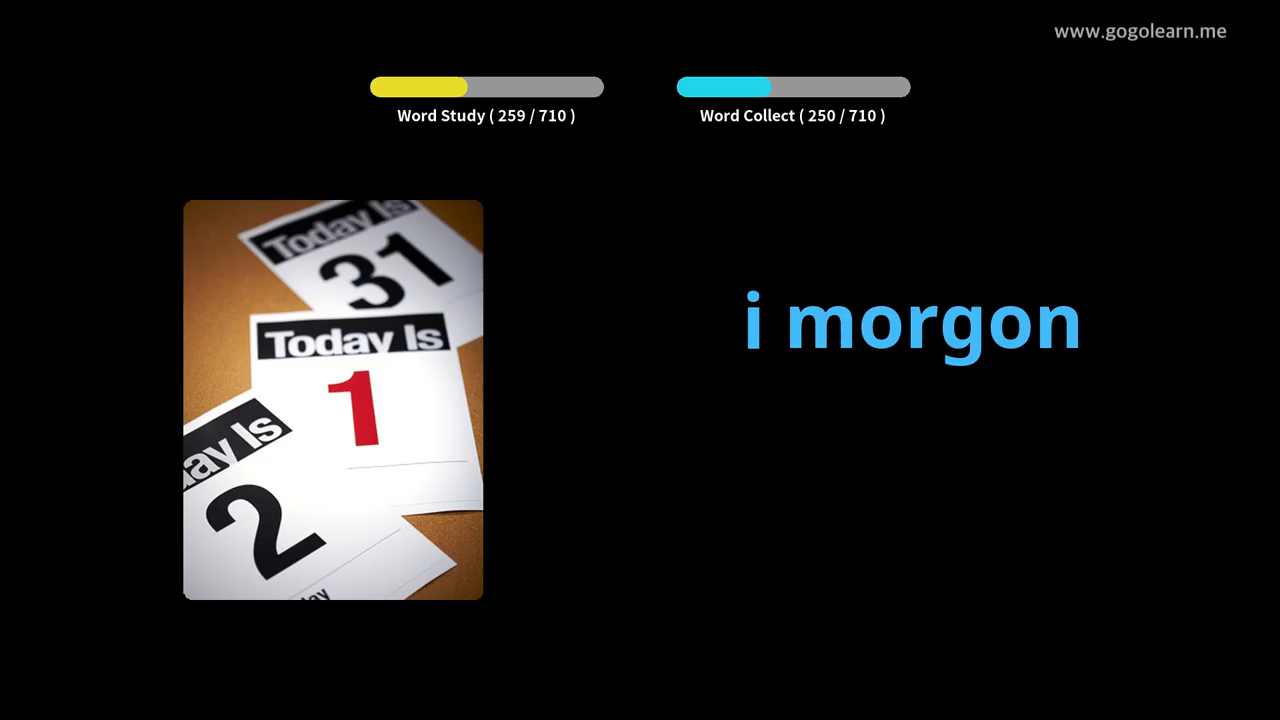 www.gogolearn.me
Word Study ( 259 / 710 )
Word Collect ( 250 / 710 )
Today Is
31
Today Is
1
i morgon
ay Is
2
ay